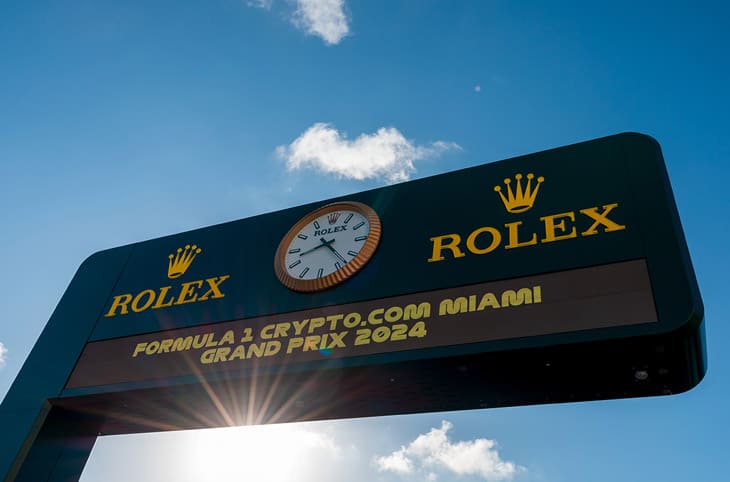 ROLEX
ROLEX
ROLEX
FORMULA 1 CRYPTO.COM MIAMI
GRAND PRIX 2024